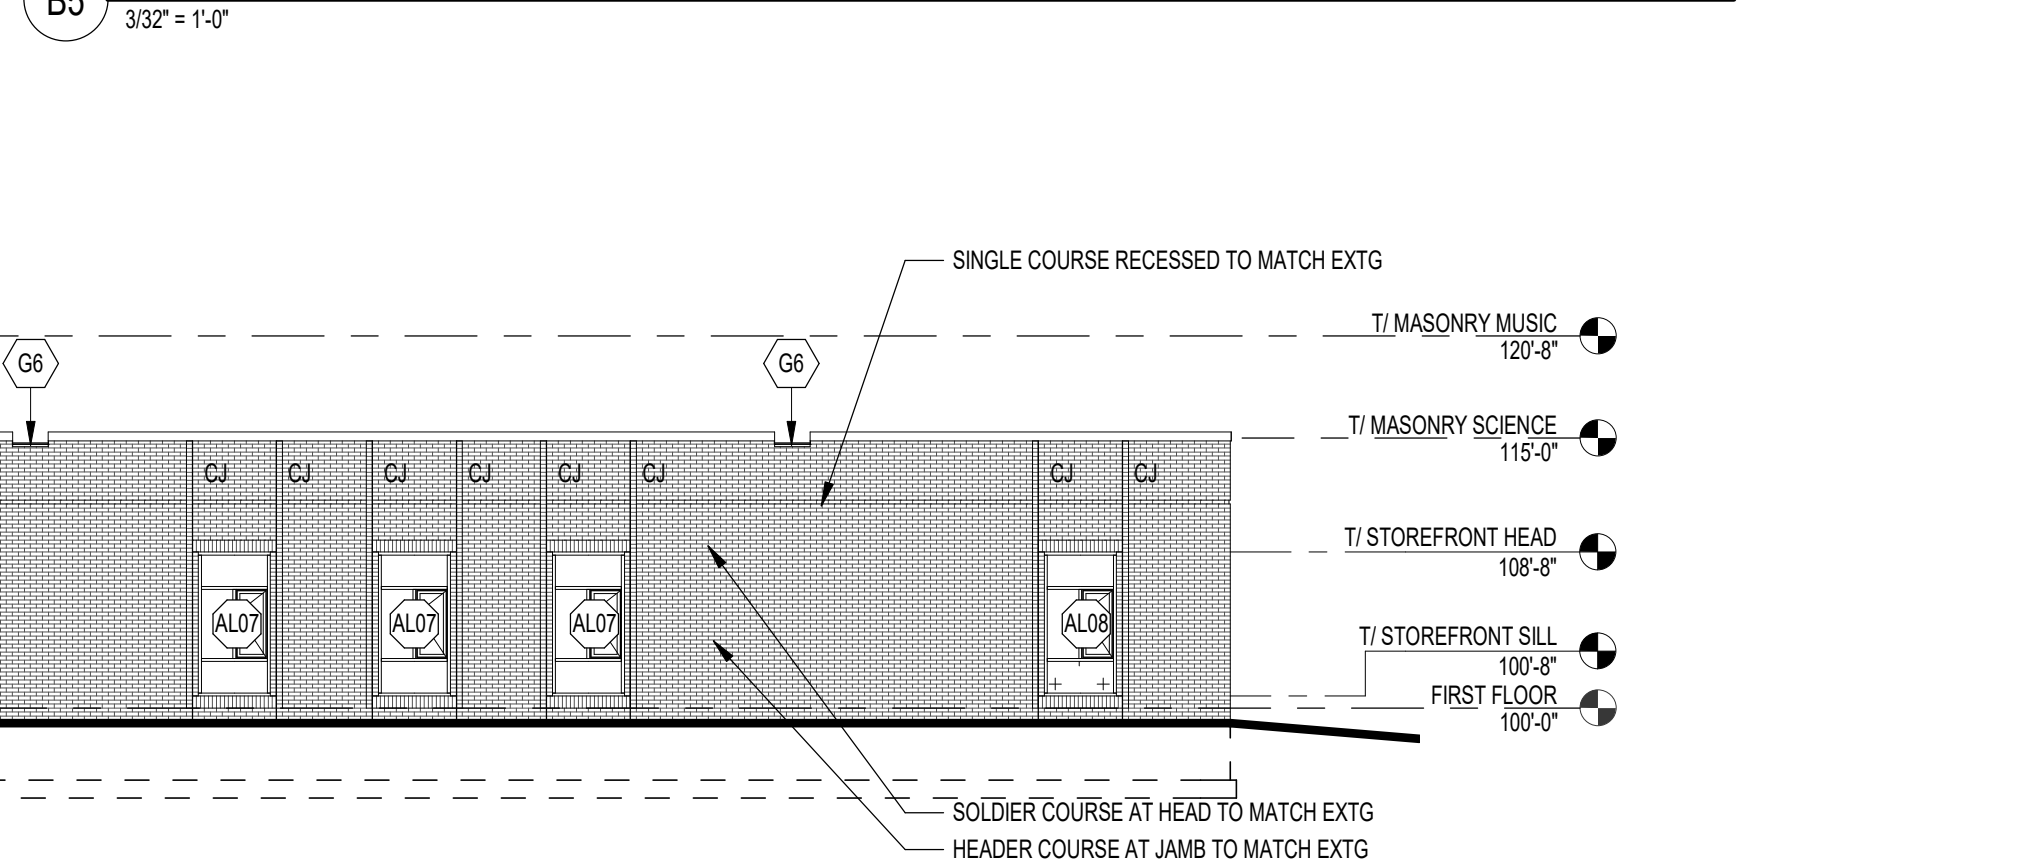 B5
3/32" = 1'-0"
SINGLE COURSE RECESSED TO MATCH EXTG
T/ MASONRY MUSIC
120'-8"
G6
G6
T/ MASONRY SCIENCE
115'-0"
CJ CJ CJ CJ CJ CJ CJ CJ
T/ STOREFRONT HEAD
108'-8"
AL07 AL07 AL07 AL08
T/ STOREFRONT SILL
100'-8"
FIRST FLOOR
100'-0"
SOLDIER COURSE AT HEAD TO MATCH EXTG
HEADER COURSE AT JAMB TO MATCH EXTG